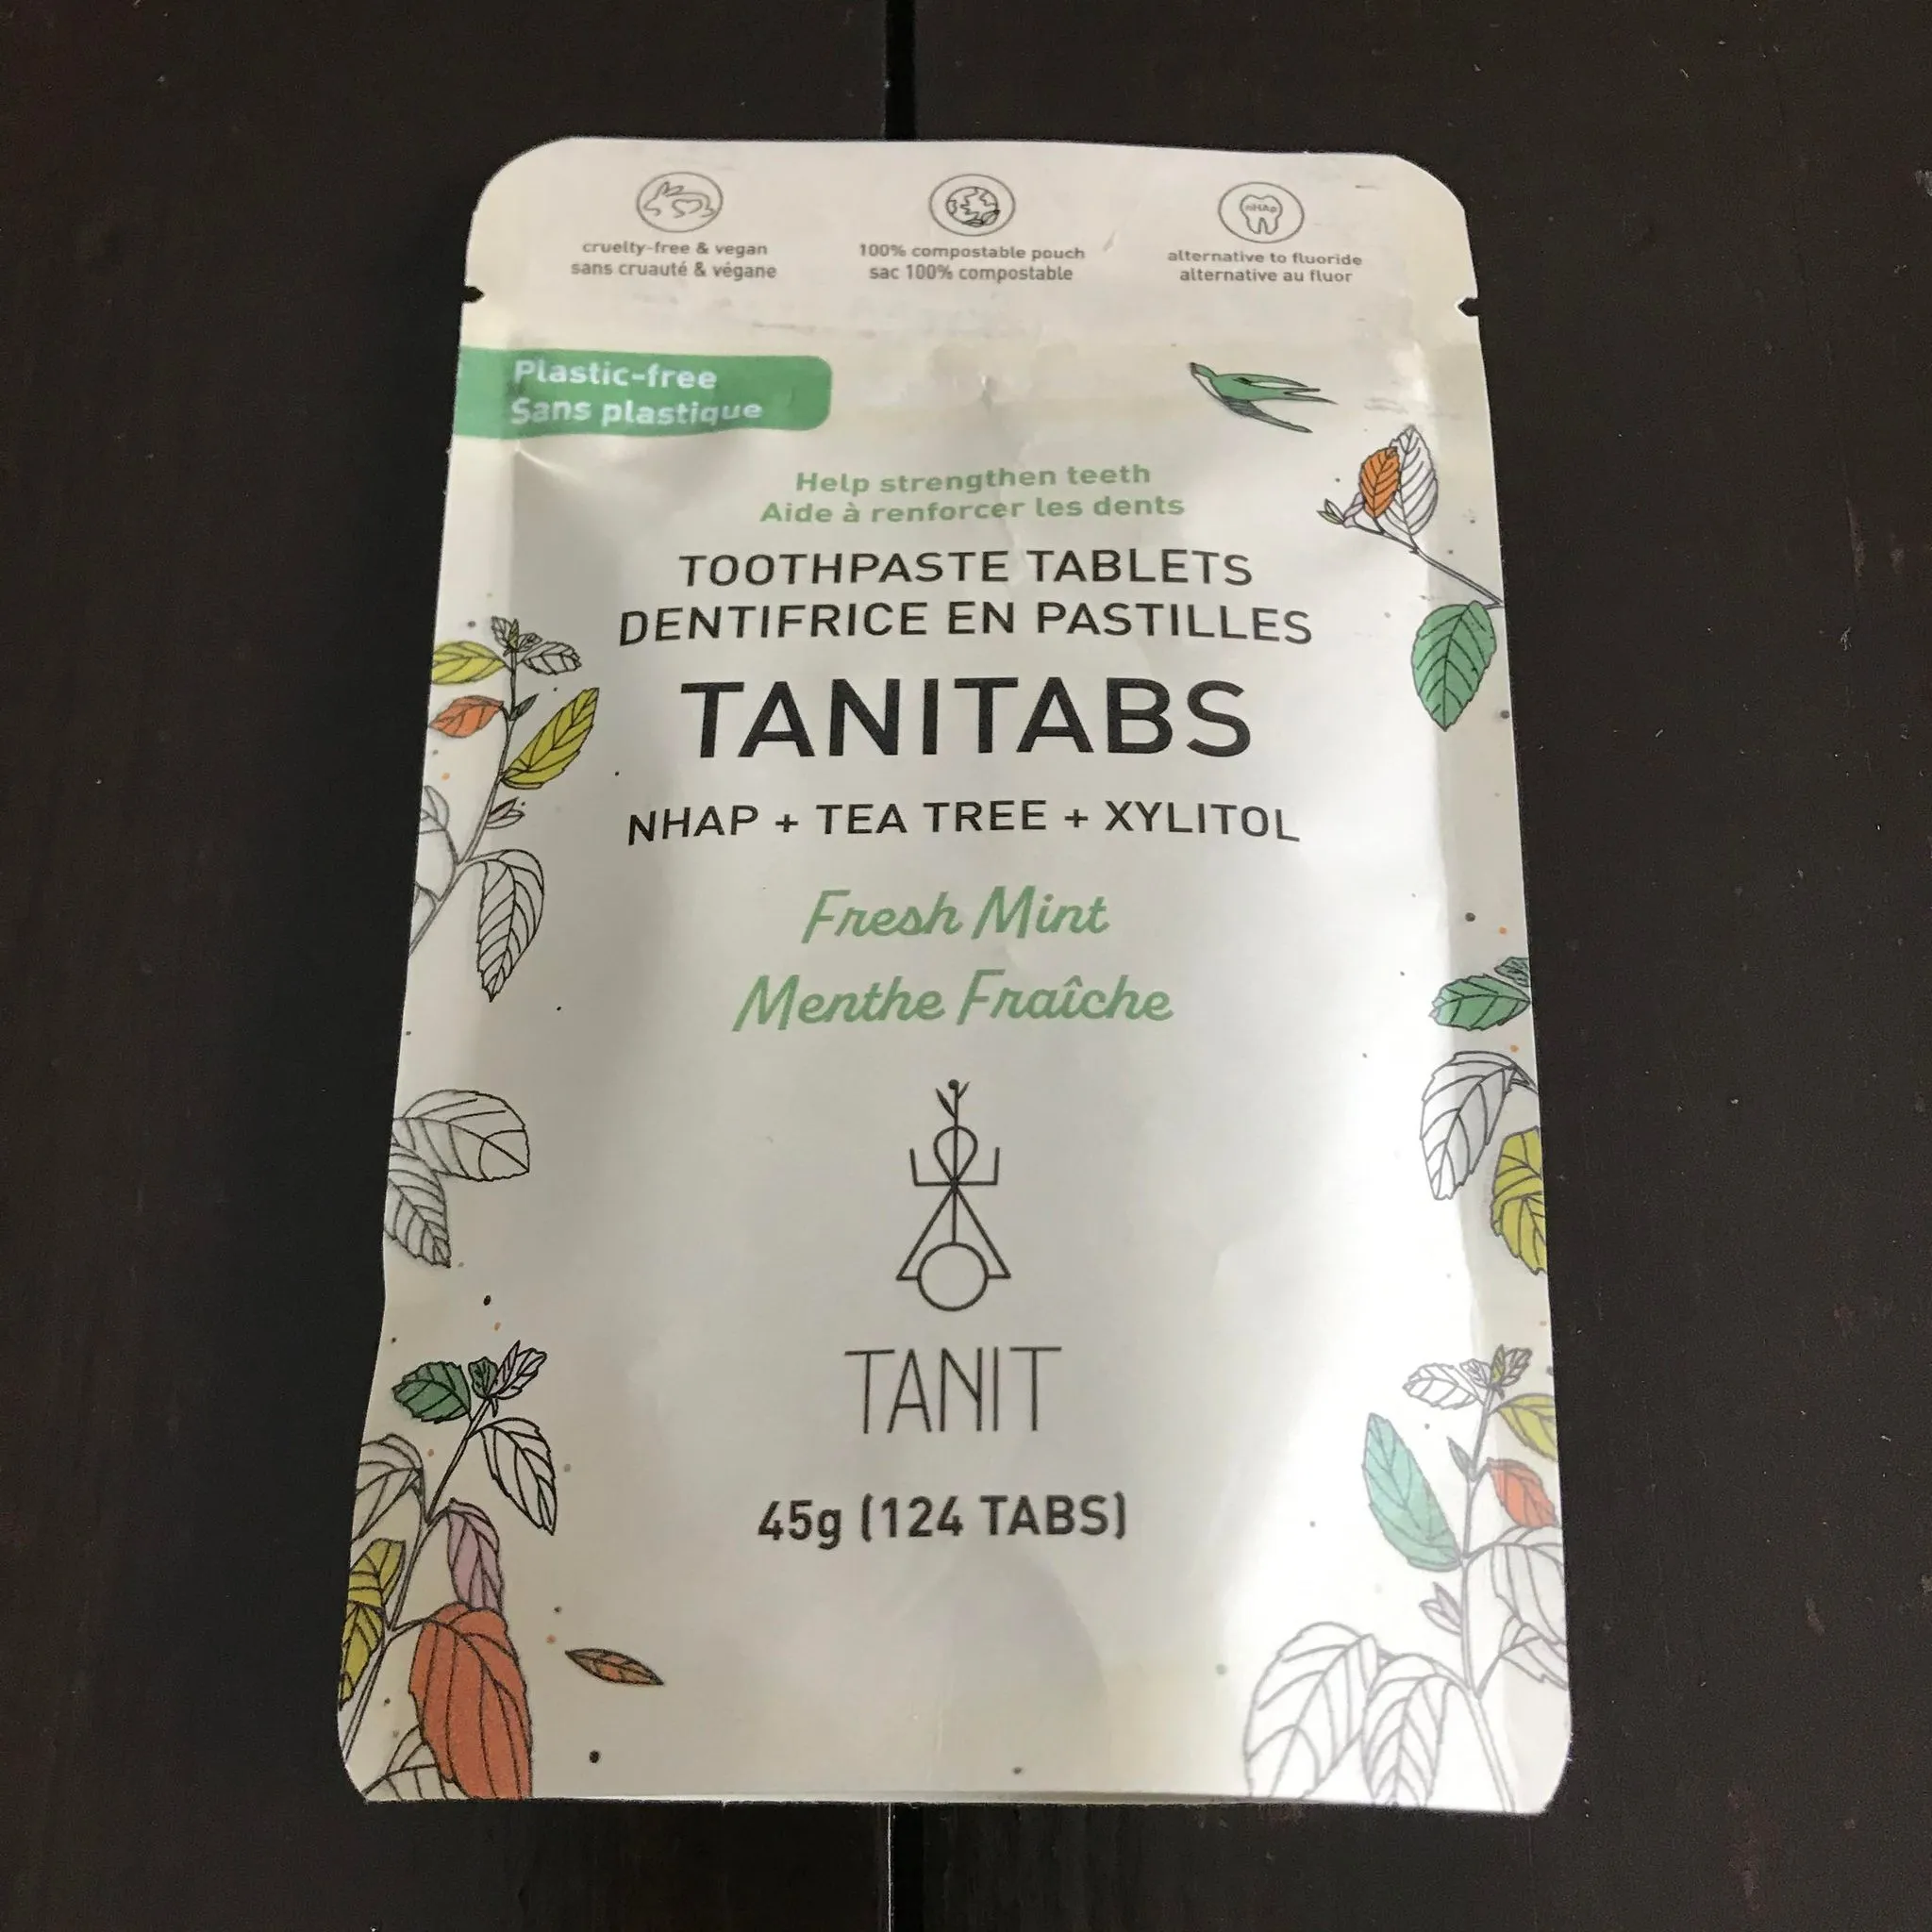 cruelty-free & vegan
sans cruauté & végane
100% compostable pouch
sac 100% compostable
nHAp
alternative to fluoride
alternative au fluor
Plastic-free
Sans plastique
Help strengthen teeth
Aide à renforcer les dents
TOOTHPASTE TABLETS
DENTIFRICE EN PASTILLES
TANITABS
NHAP + TEA TREE + XYLITOL
Fresh Mint
Menthe Fraîche
TANIT
45g (124 TABS)